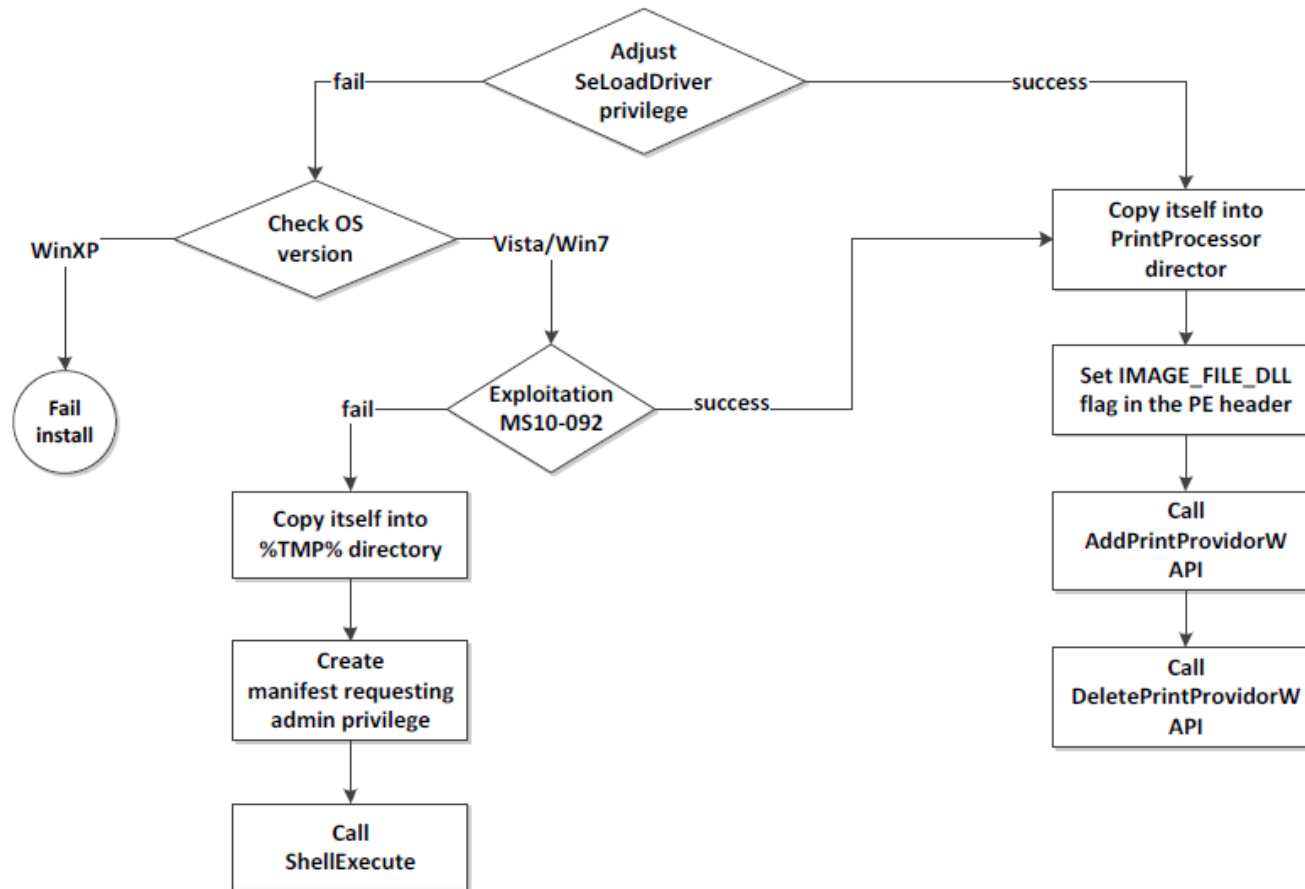 Adjust
SeLoadDriver
privilege
fail
success
Check OS
version
WinXP
Vista/Win7
Copy itself into
PrintProcessor
director
Fail
install
Exploitation
MS10-092
fail
success
Set IMAGE_FILE_DLL
flag in the PE header
Copy itself into
%TMP% directory
Call
AddPrintProvidorW
API
Create
manifest requesting
admin privilege
Call
DeletePrintProvidorW
API
Call
ShellExecute